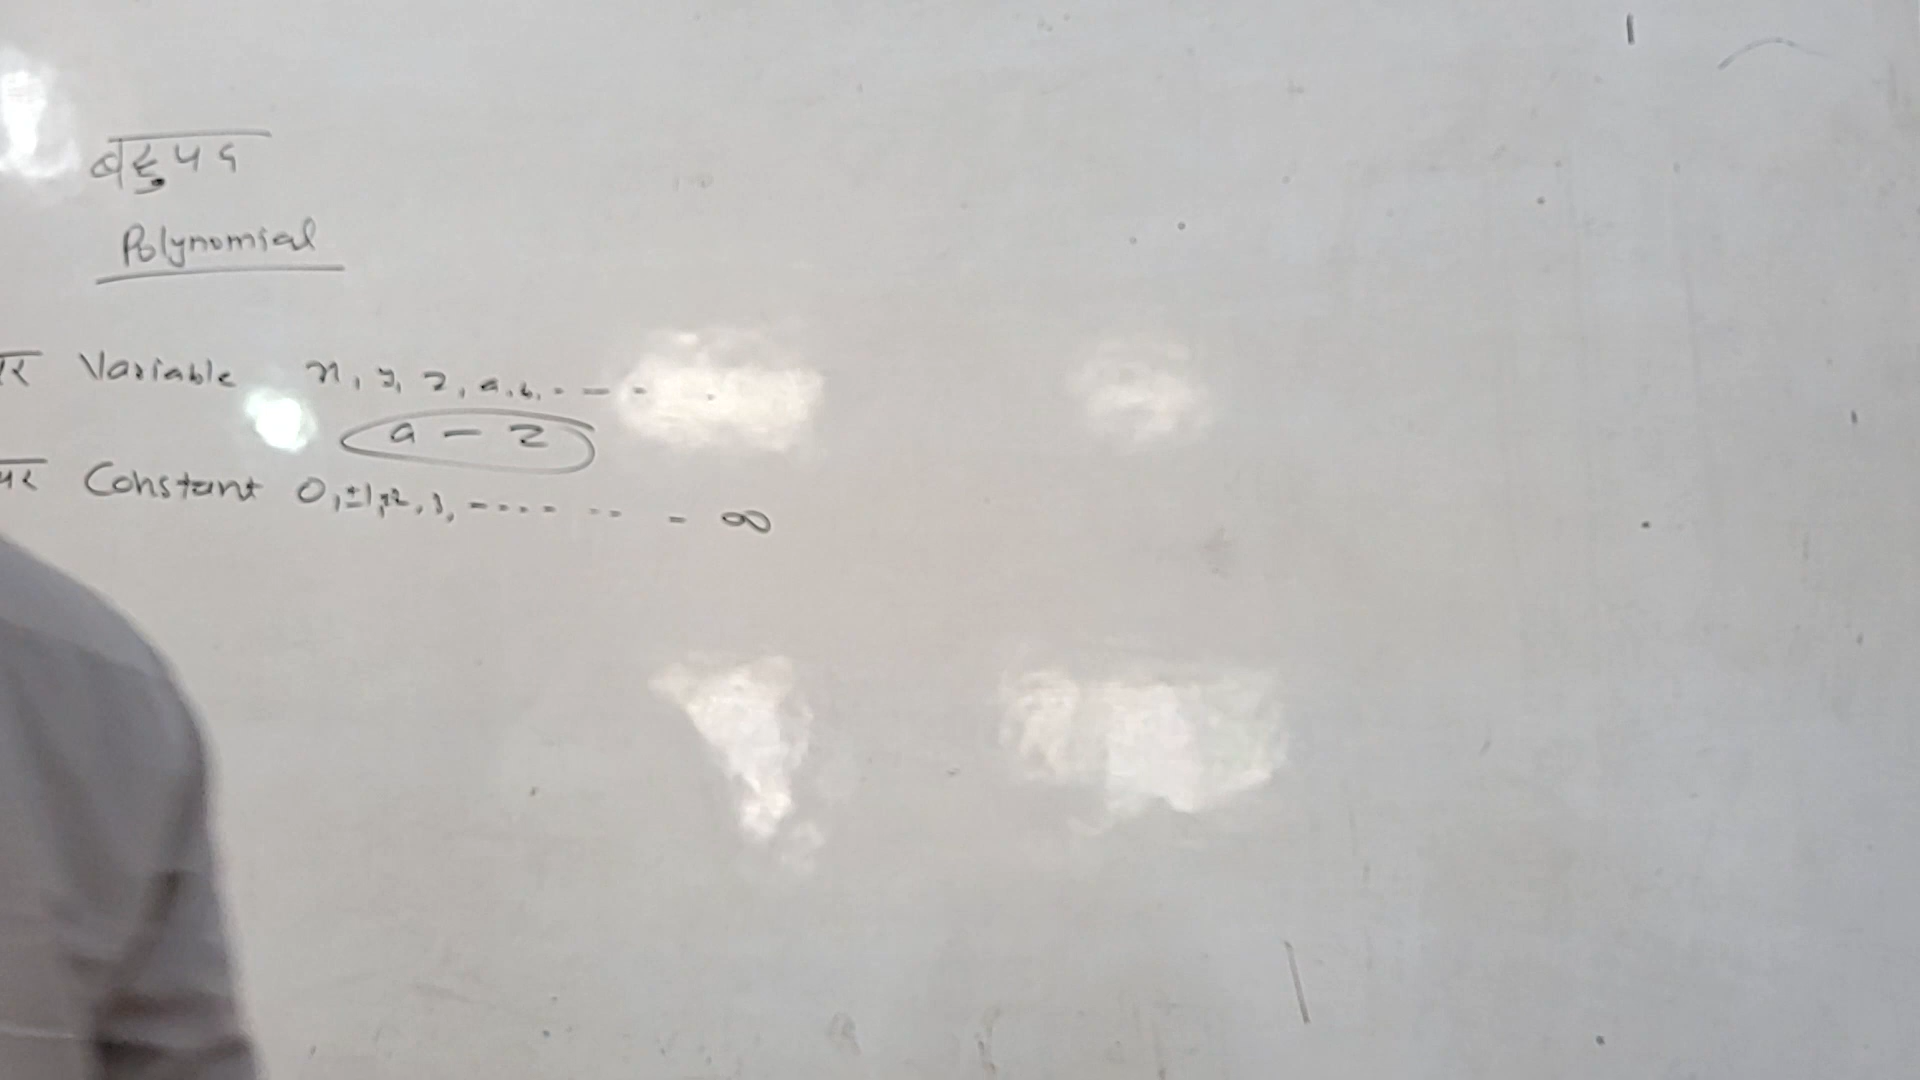 बहुपद
Polynomial
Variable x, y, z, a, b, - - -
a - z
Constant 0, ±1, ±2, 3, - - - - - - - ∞